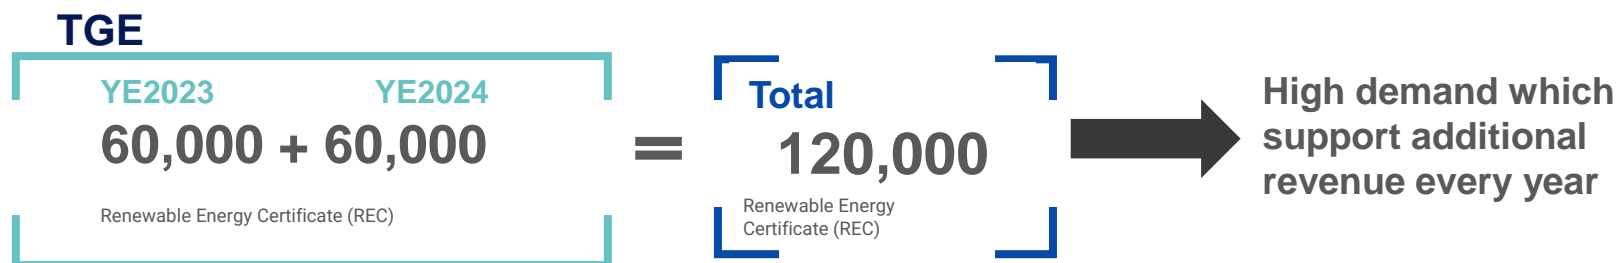 TGE
YE2023 YE2024
60,000 + 60,000
Renewable Energy Certificate (REC)
=
Total
120,000
Renewable Energy
Certificate (REC)
High demand which
support additional
revenue every year